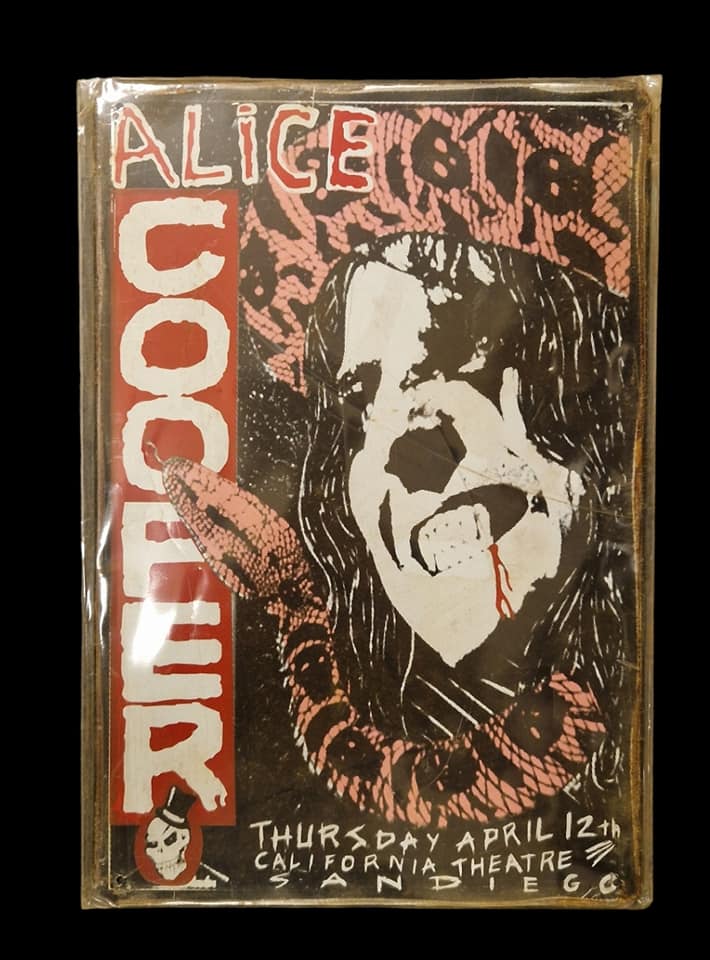 ALiCE
COOPER
THURSDAY APRIL 12th
CALIFORNIA THEATRE
SAN DIEGO